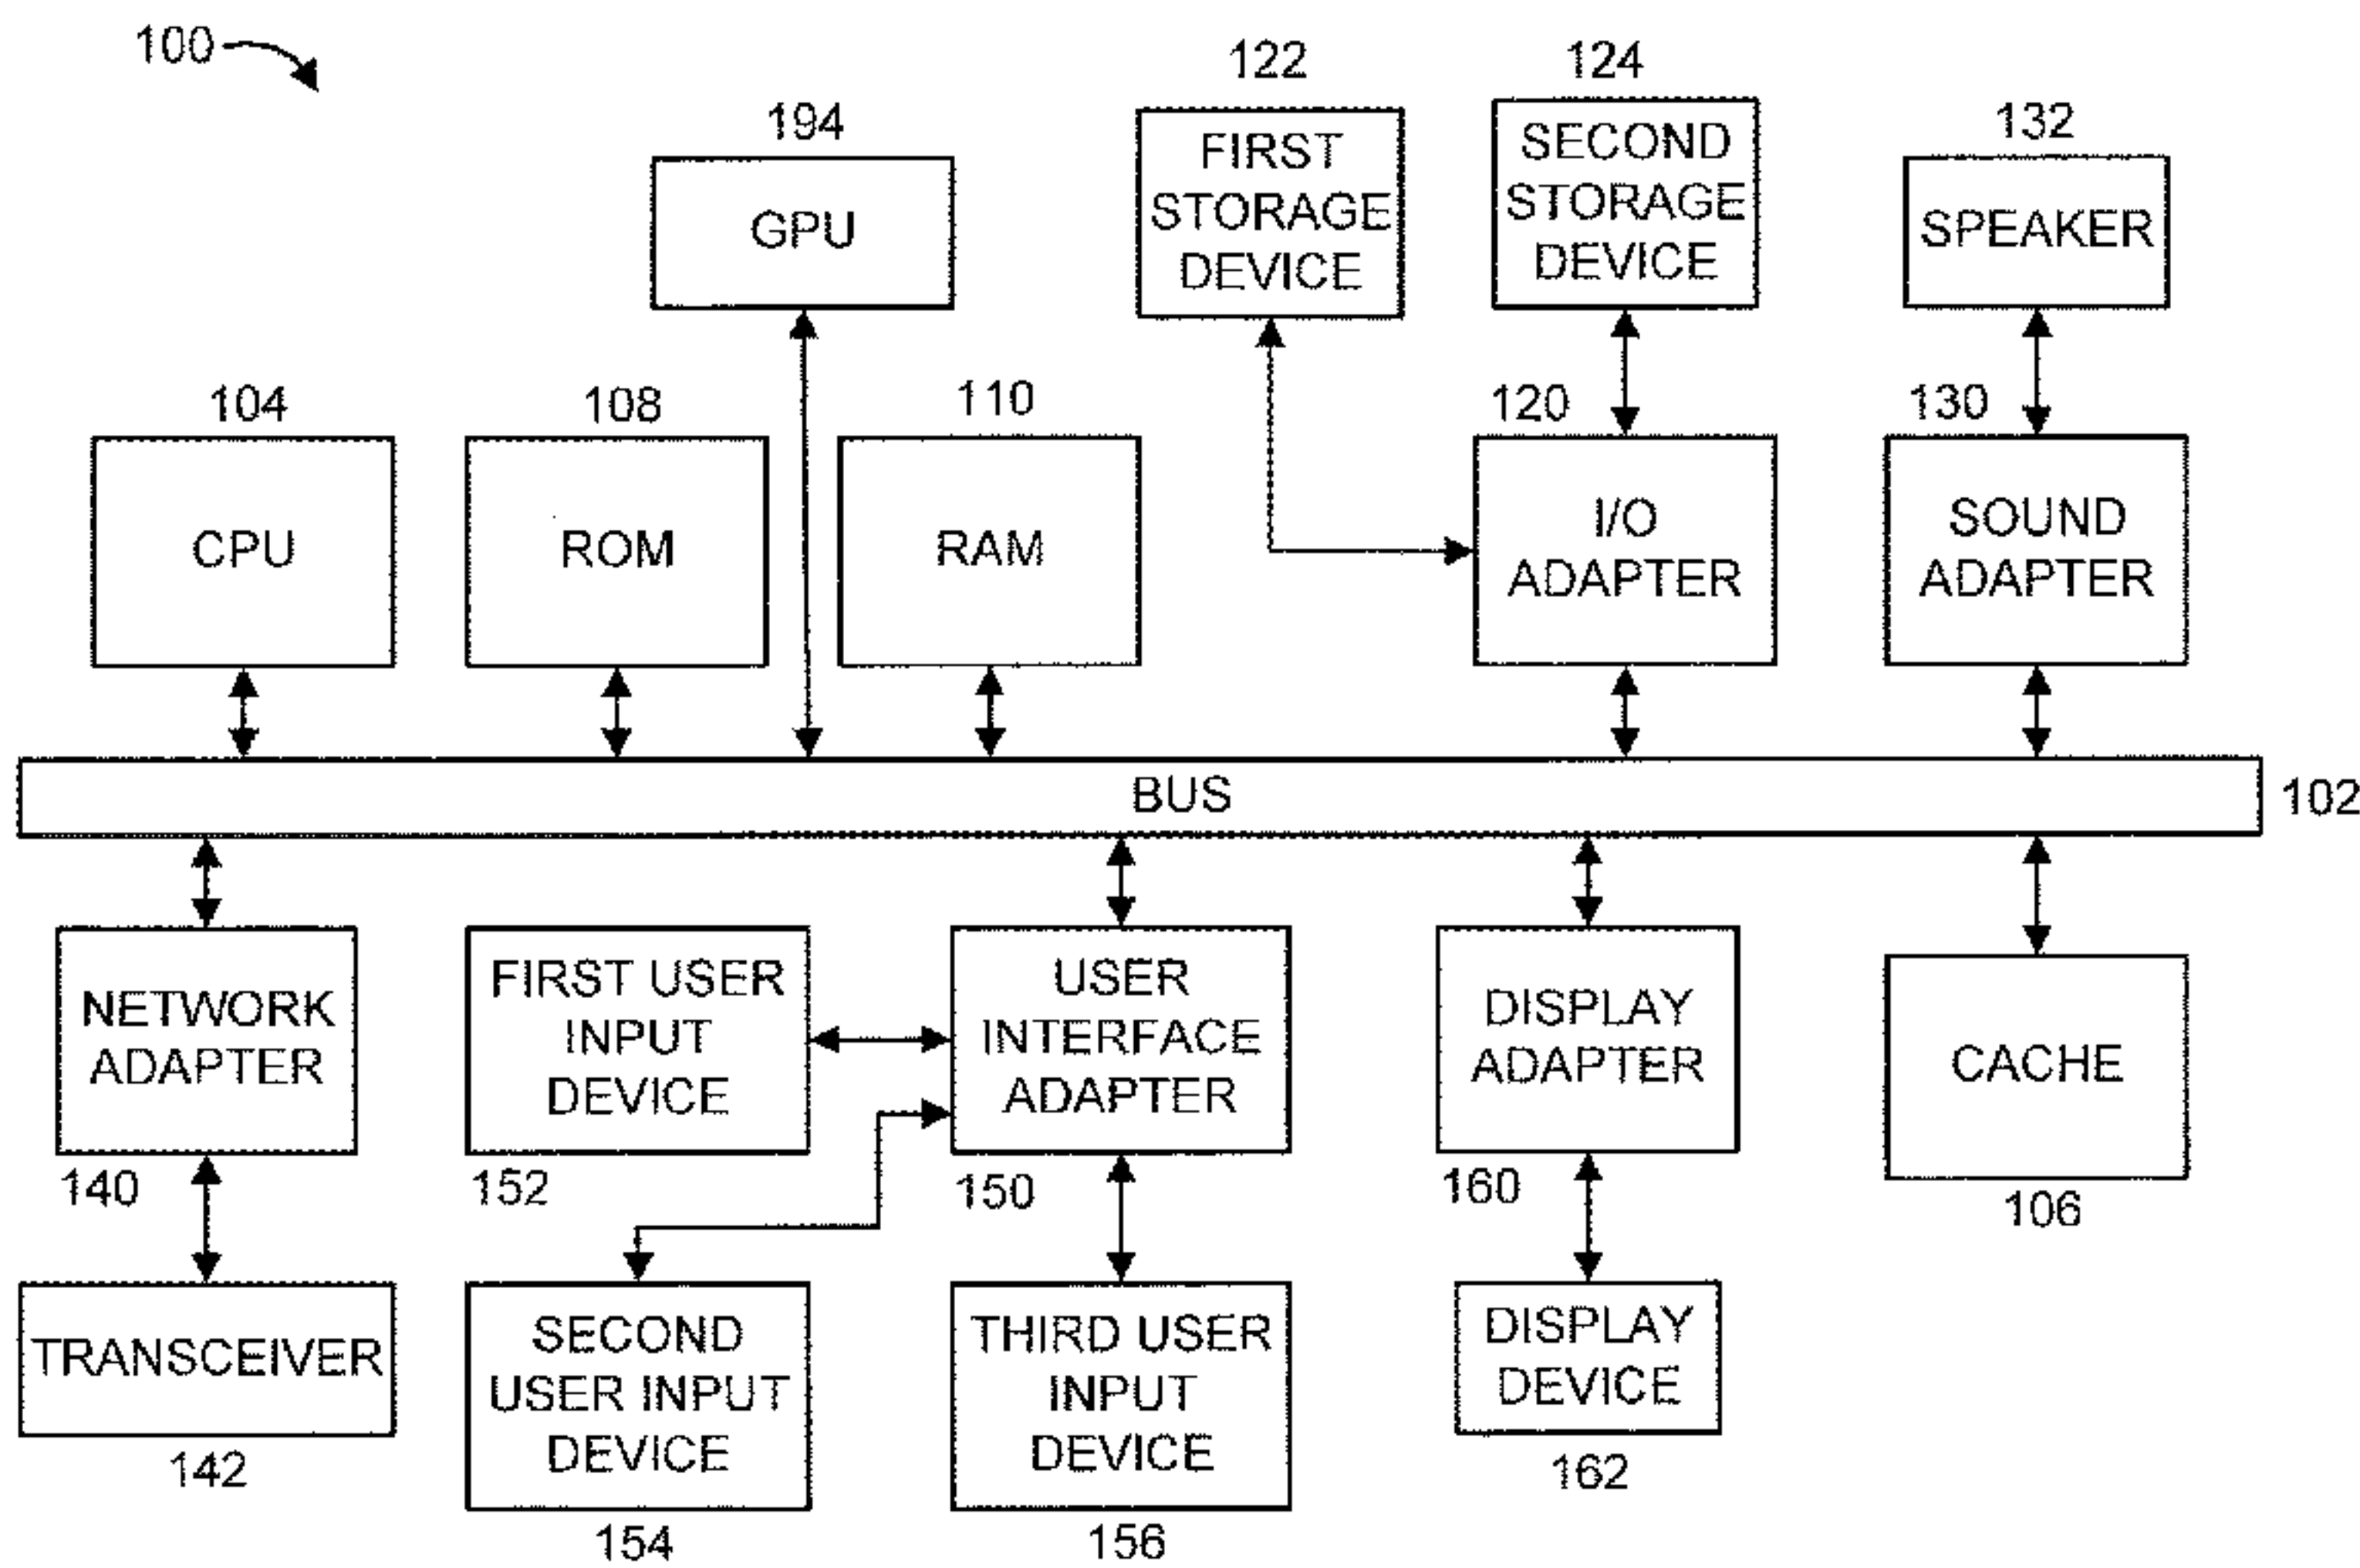 100
122
124
194
132
FIRST
STORAGE
DEVICE
SECOND
STORAGE
DEVICE
GPU
SPEAKER
104
108
110
120
130
CPU
ROM
RAM
I/O
ADAPTER
SOUND
ADAPTER
BUS
102
NETWORK
ADAPTER
FIRST USER
INPUT
DEVICE
USER
INTERFACE
ADAPTER
DISPLAY
ADAPTER
CACHE
140
152
150
160
106
TRANSCEIVER
SECOND
USER INPUT
DEVICE
THIRD USER
INPUT
DEVICE
DISPLAY
DEVICE
142
154
156
162